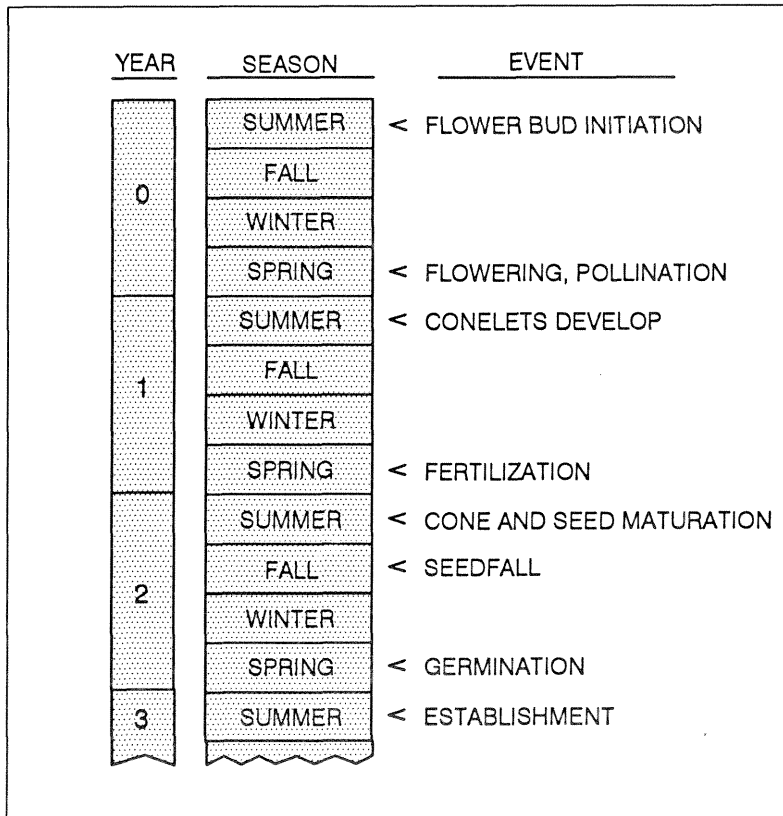 YEAR SEASON EVENT
SUMMER < FLOWER BUD INITIATION
FALL
0
WINTER
SPRING < FLOWERING, POLLINATION
SUMMER < CONELETS DEVELOP
FALL
1
WINTER
SPRING < FERTILIZATION
SUMMER < CONE AND SEED MATURATION
FALL < SEEDFALL
2
WINTER
SPRING < GERMINATION
3 SUMMER < ESTABLISHMENT